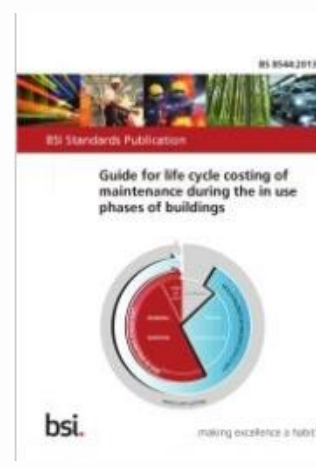 BS 8544:2013
BSI Standards Publication
Guide for life cycle costing of
maintenance during the in use
phases of buildings
bsi.
making excellence a habit